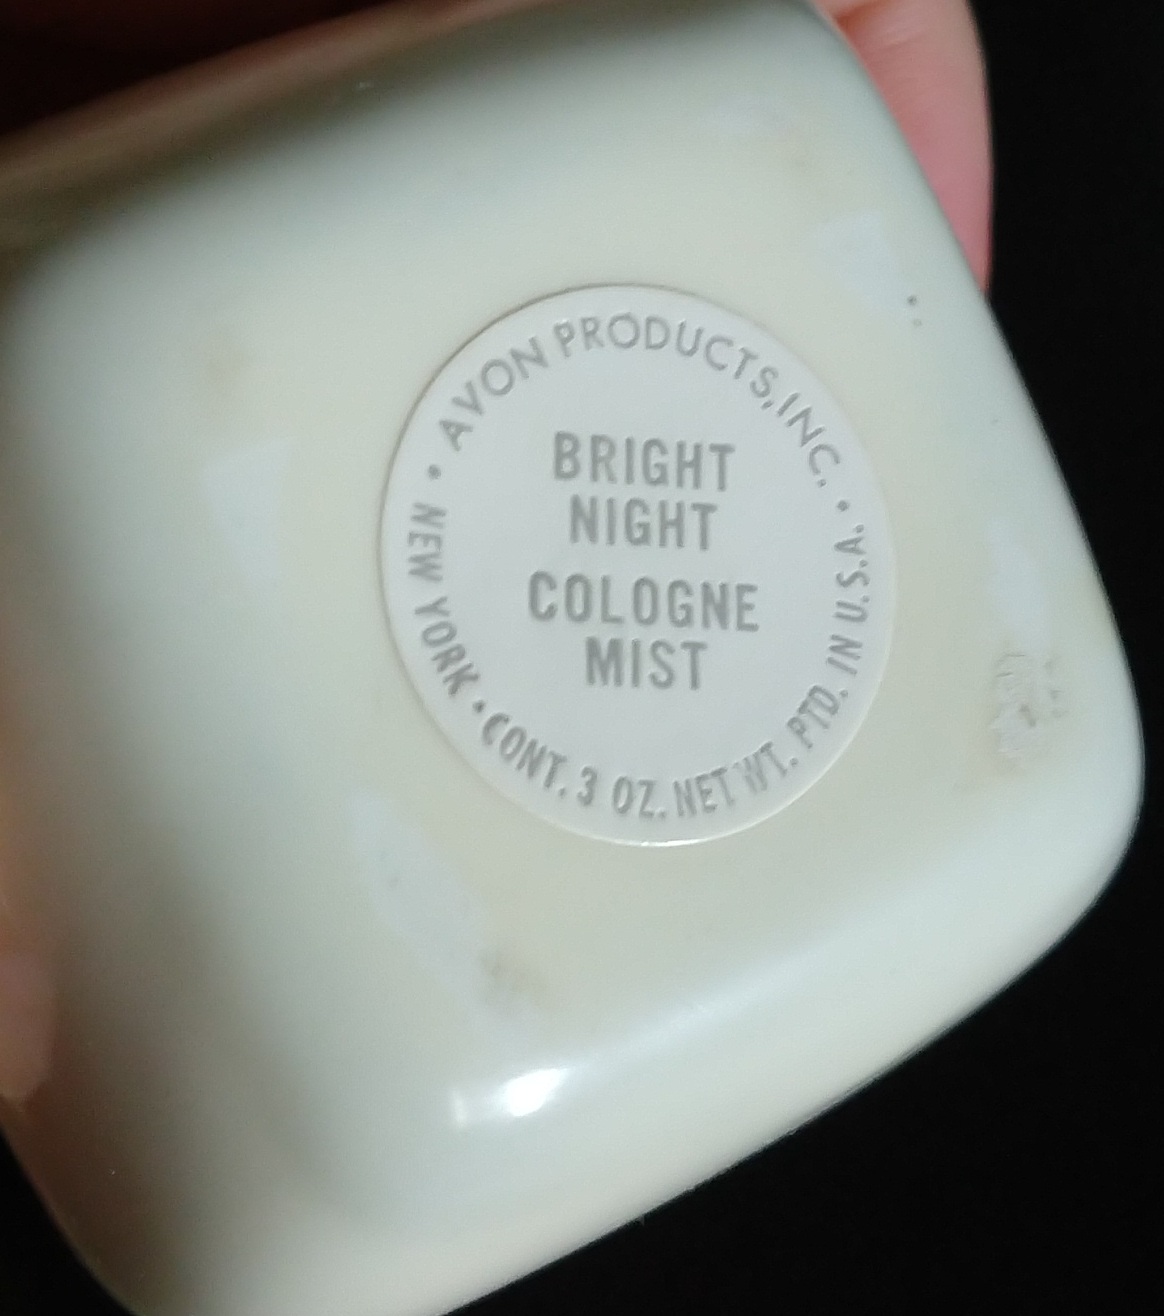 • AVON PRODUCTS, INC. •
BRIGHT
NIGHT
COLOGNE
MIST
NEW YORK • CONT. 3 OZ. NET WT. PTD. IN U.S.A.